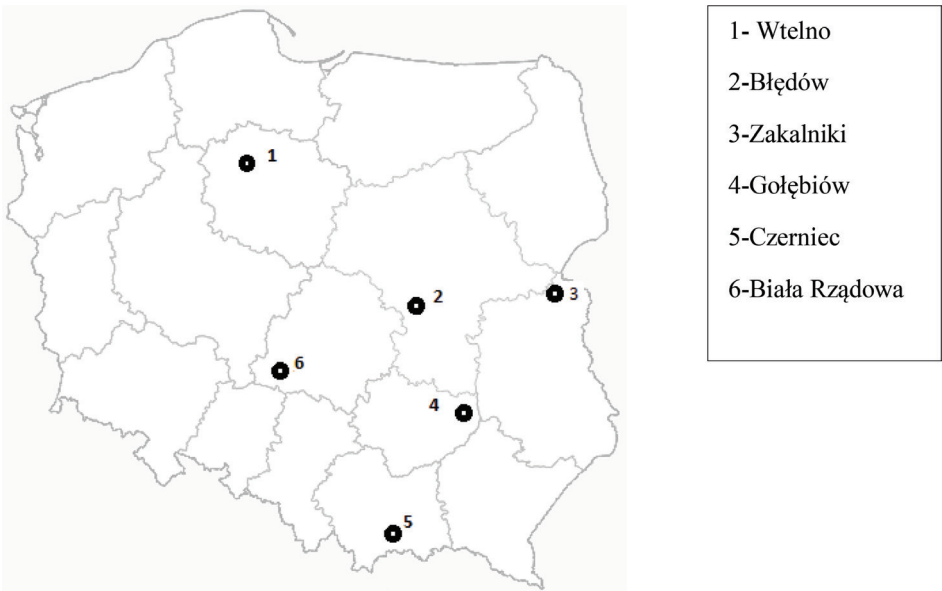 1
2
3
4
5
6
1- Wtelno
2-Błędów
3-Zakalniki
4-Gołębiów
5-Czerniec
6-Biała Rządowa